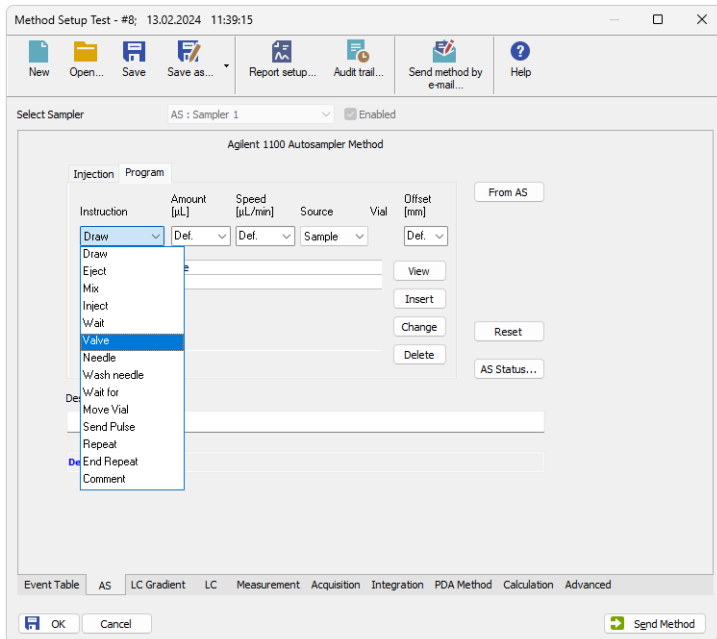 Method Setup Test - #8; 13.02.2024 11:39:15
New Open... Save Save as... Report setup... Audit trail... Send method by e-mail... Help
Select Sampler AS : Sampler 1 Enabled
Agilent 1100 Autosampler Method
Injection Program
From AS
Instruction Amount [µL] Speed [µL/min] Source Vial Offset [mm]
Draw Def. Def. Sample Def.
Draw
Eject
Mix
Inject
Wait
Valve
Needle
Wash needle
Wait for
Move Vial
Send Pulse
Repeat
End Repeat
Comment
View
Insert
Change
Delete
Reset
AS Status...
Event Table AS LC Gradient LC Measurement Acquisition Integration PDA Method Calculation Advanced
OK Cancel Send Method